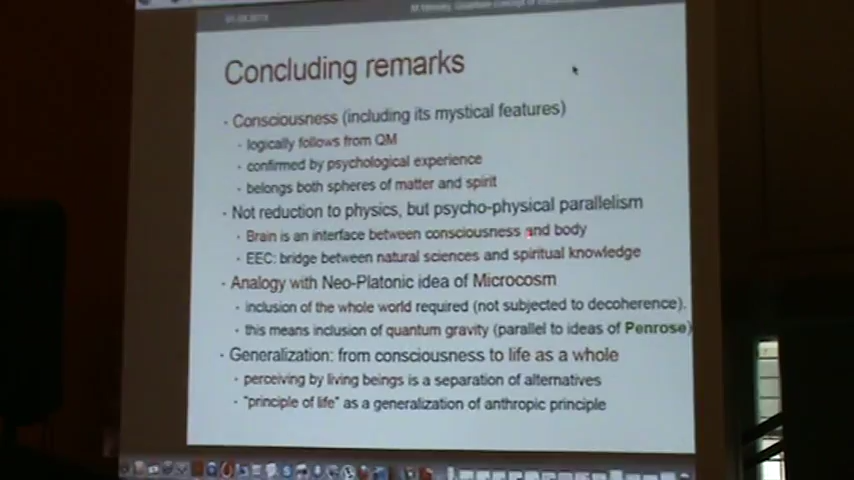 Concluding remarks
· Consciousness (including its mystical features)
· logically follows from QM
· confirmed by psychological experience
· belongs both spheres of matter and spirit
· Not reduction to physics, but psycho-physical parallelism
· Brain is an interface between consciousness and body
· EEC: bridge between natural sciences and spiritual knowledge
· Analogy with Neo-Platonic idea of Microcosm
· inclusion of the whole world required (not subjected to decoherence).
· this means inclusion of quantum gravity (parallel to ideas of Penrose)
· Generalization: from consciousness to life as a whole
· perceiving by living beings is a separation of alternatives
· "principle of life" as a generalization of anthropic principle